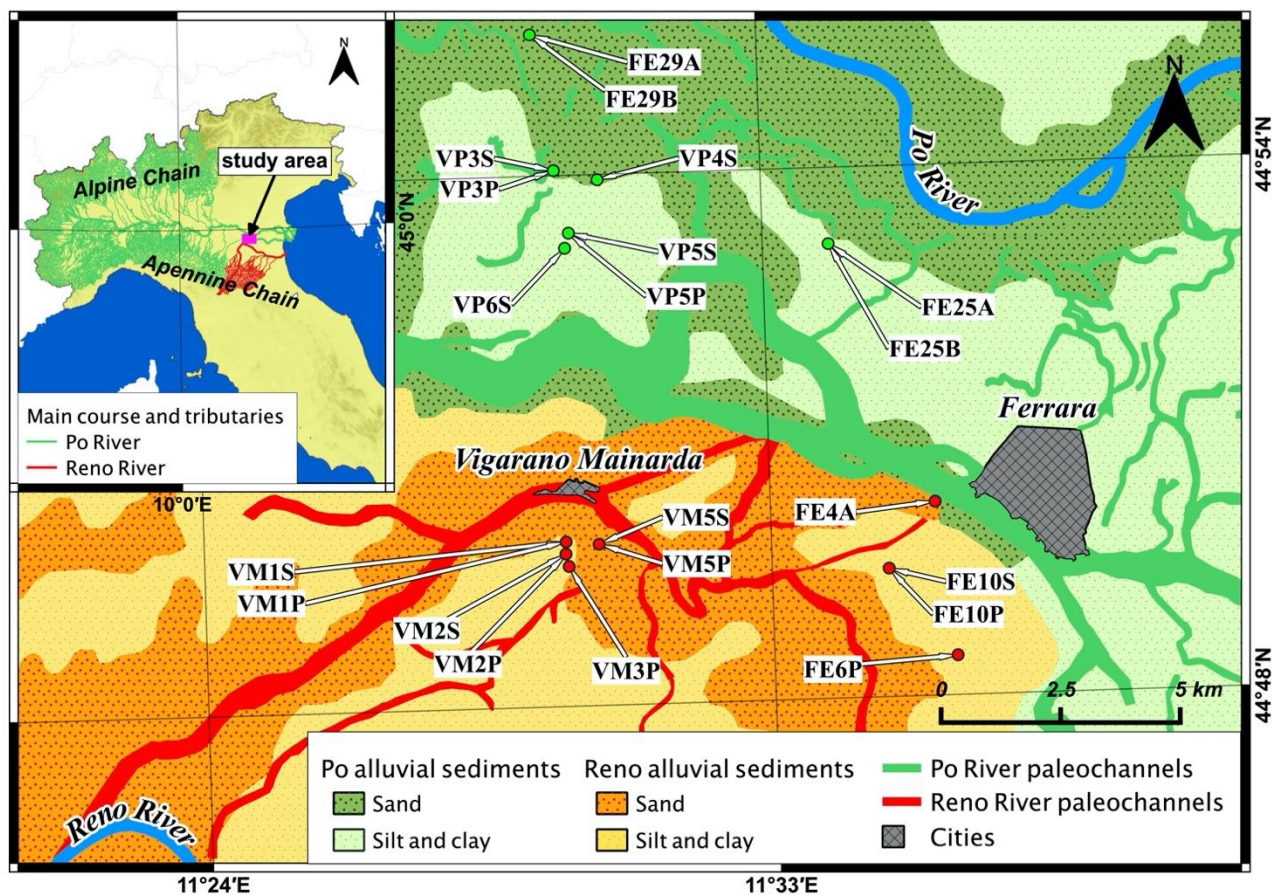 N
study area
Alpine Chain
Apennine Chain
Main course and tributaries
Po River
Reno River
45°0'N
10°0'E
FE29A
FE29B
N
Po River
44°54'N
VP3S
VP4S
VP3P
VP5S
VP6S
VP5P
FE25A
FE25B
Ferrara
Vigarano Mainarda
VM5S
FE4A
VM1S
VM5P
VM1P
FE10S
VM2S
FE10P
VM2P
VM3P
FE6P
44°48'N
0 2.5 5 km
Po alluvial sediments
Sand
Silt and clay
Reno alluvial sediments
Sand
Silt and clay
Po River paleochannels
Reno River paleochannels
Cities
Reno River
11°24'E
11°33'E